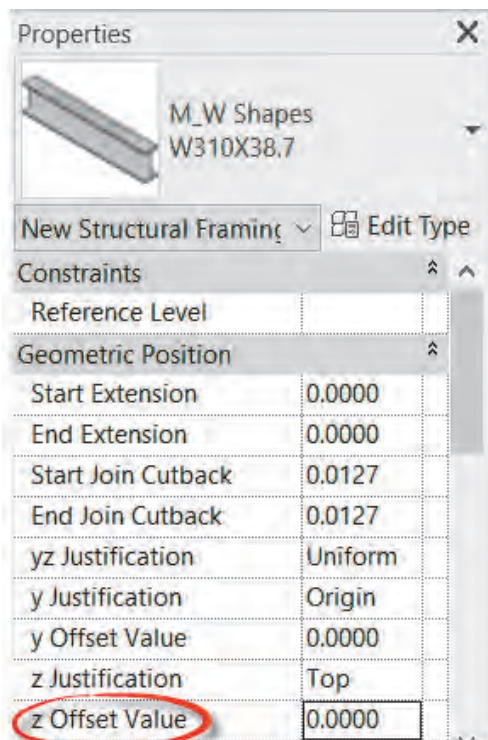 Properties
M_W Shapes
W310X38.7
New Structural Framing Edit Type
Constraints
Reference Level
Geometric Position
Start Extension 0.0000
End Extension 0.0000
Start Join Cutback 0.0127
End Join Cutback 0.0127
yz Justification Uniform
y Justification Origin
y Offset Value 0.0000
z Justification Top
z Offset Value 0.0000